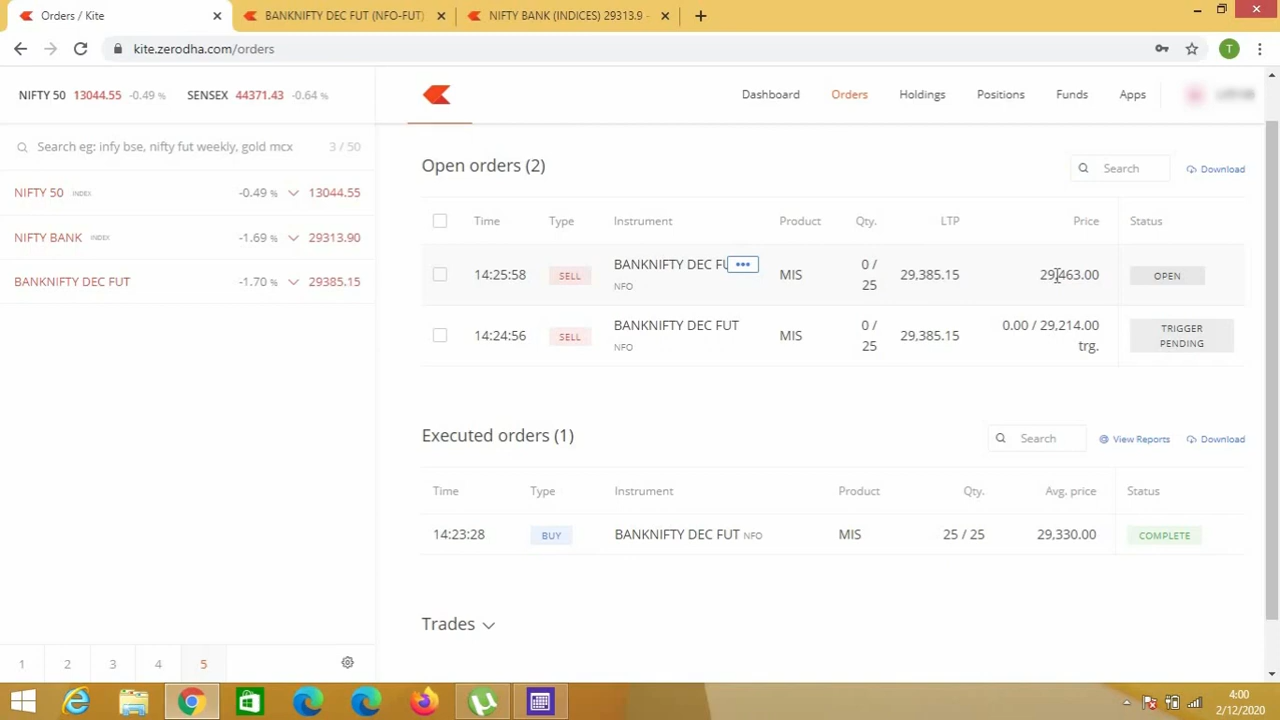 Orders / Kite
BANKNIFTY DEC FUT (NFO-FUT)
NIFTY BANK (INDICES) 29313.9 -
kite.zerodha.com/orders
T
NIFTY 50 13044.55 -0.49 % SENSEX 44371.43 -0.64 %
Dashboard Orders Holdings Positions Funds Apps
Search eg: infy bse, nifty fut weekly, gold mcx 3 / 50
NIFTY 50 INDEX -0.49 % 13044.55
NIFTY BANK INDEX -1.69 % 29313.90
BANKNIFTY DEC FUT -1.70 % 29385.15
1 2 3 4 5
Open orders (2) Search Download
Time Type Instrument Product Qty. LTP Price Status
14:25:58 SELL BANKNIFTY DEC FU NFO MIS 0 / 25 29,385.15 29,463.00 OPEN
14:24:56 SELL BANKNIFTY DEC FUT NFO MIS 0 / 25 29,385.15 0.00 / 29,214.00 trg. TRIGGER PENDING
Executed orders (1) Search View Reports Download
Time Type Instrument Product Qty. Avg. price Status
14:23:28 BUY BANKNIFTY DEC FUT NFO MIS 25 / 25 29,330.00 COMPLETE
Trades
4:00
2/12/2020